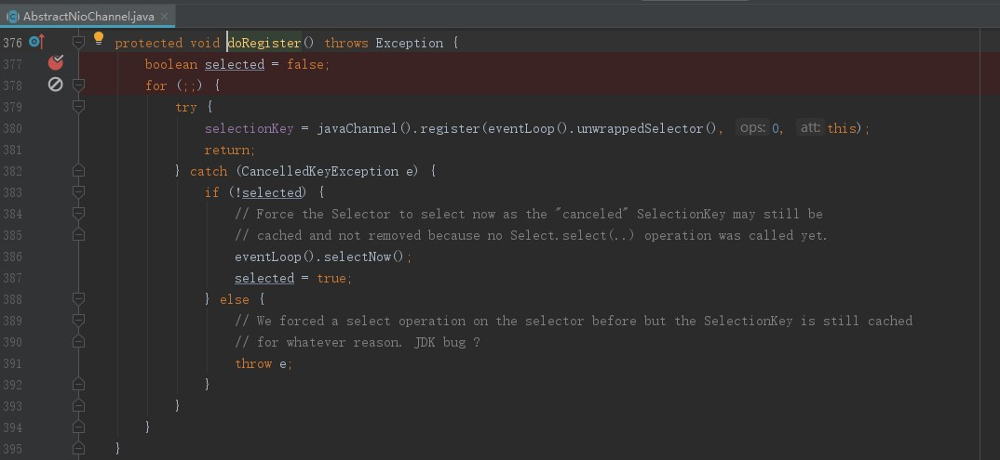 AbstractNioChannel.java
376 protected void doRegister() throws Exception {
377 boolean selected = false;
378 for (;;) {
379 try {
380 selectionKey = javaChannel().register(eventLoop().unwrappedSelector(), ops: 0, att: this);
381 return;
382 } catch (CancelledKeyException e) {
383 if (!selected) {
384 // Force the Selector to select now as the "canceled" SelectionKey may still be
385 // cached and not removed because no Select.select(..) operation was called yet.
386 eventLoop().selectNow();
387 selected = true;
388 } else {
389 // We forced a select operation on the selector before but the SelectionKey is still cached
390 // for whatever reason. JDK bug ?
391 throw e;
392 }
393 }
394 }
395 }